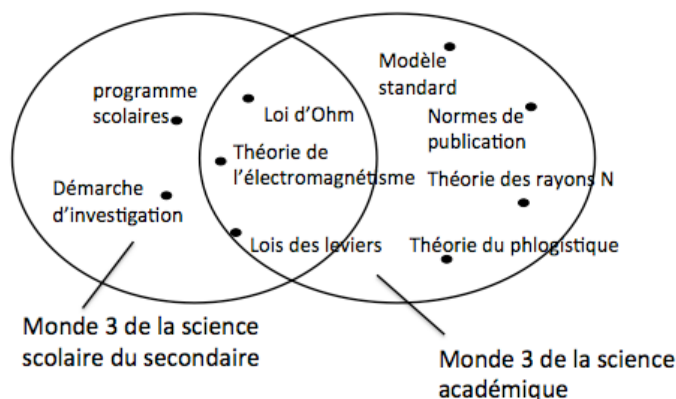 programme
scolaires
Démarche
d'investigation
Loi d'Ohm
Théorie de
l'électromagnétisme
Lois des leviers
Modèle
standard
Normes de
publication
Théorie des rayons N
Théorie du phlogistique
Monde 3 de la science
scolaire du secondaire
Monde 3 de la science
académique